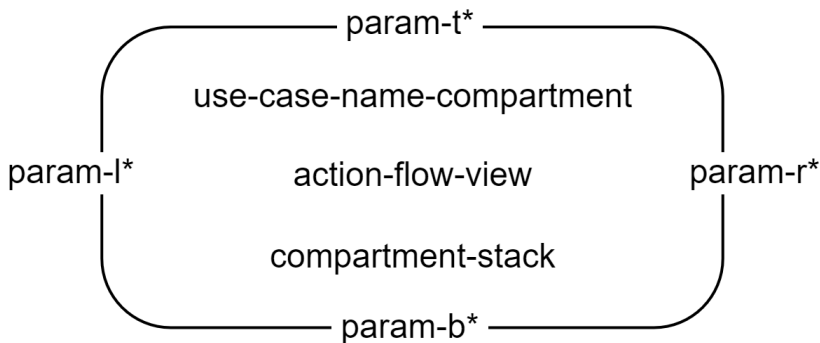 param-t*
use-case-name-compartment
param-l*
action-flow-view
param-r*
compartment-stack
param-b*